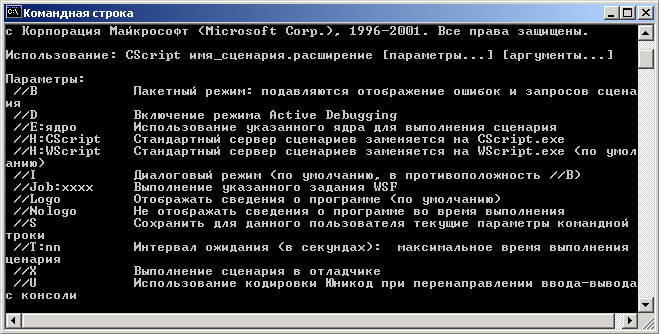 Командная строка
с Корпорация Майкрософт (Microsoft Corp.), 1996-2001. Все права защищены.
Использование: CScript имя_сценария.расширение [параметры...] [аргументы...]
Параметры:
//B Пакетный режим: подавляются отображение ошибок и запросов сцена
ия
//D Включение режима Active Debugging
//E:ядро Использование указанного ядра для выполнения сценария
//H:CScript Стандартный сервер сценариев заменяется на CScript.exe
//H:WScript Стандартный сервер сценариев заменяется на WScript.exe (по умол
анию)
//I Диалоговый режим (по умолчанию, в противоположность //B)
//Job:xxxx Выполнение указанного задания WSF
//Logo Отображать сведения о программе (по умолчанию)
//Nologo Не отображать сведения о программе во время выполнения
//S Сохранить для данного пользователя текущие параметры командной
троки
//T:nn Интервал ожидания (в секундах): максимальное время выполнения
ценария
//X Выполнение сценария в отладчике
//U Использование кодировки Юникод при перенаправлении ввода-вывода
с консоли